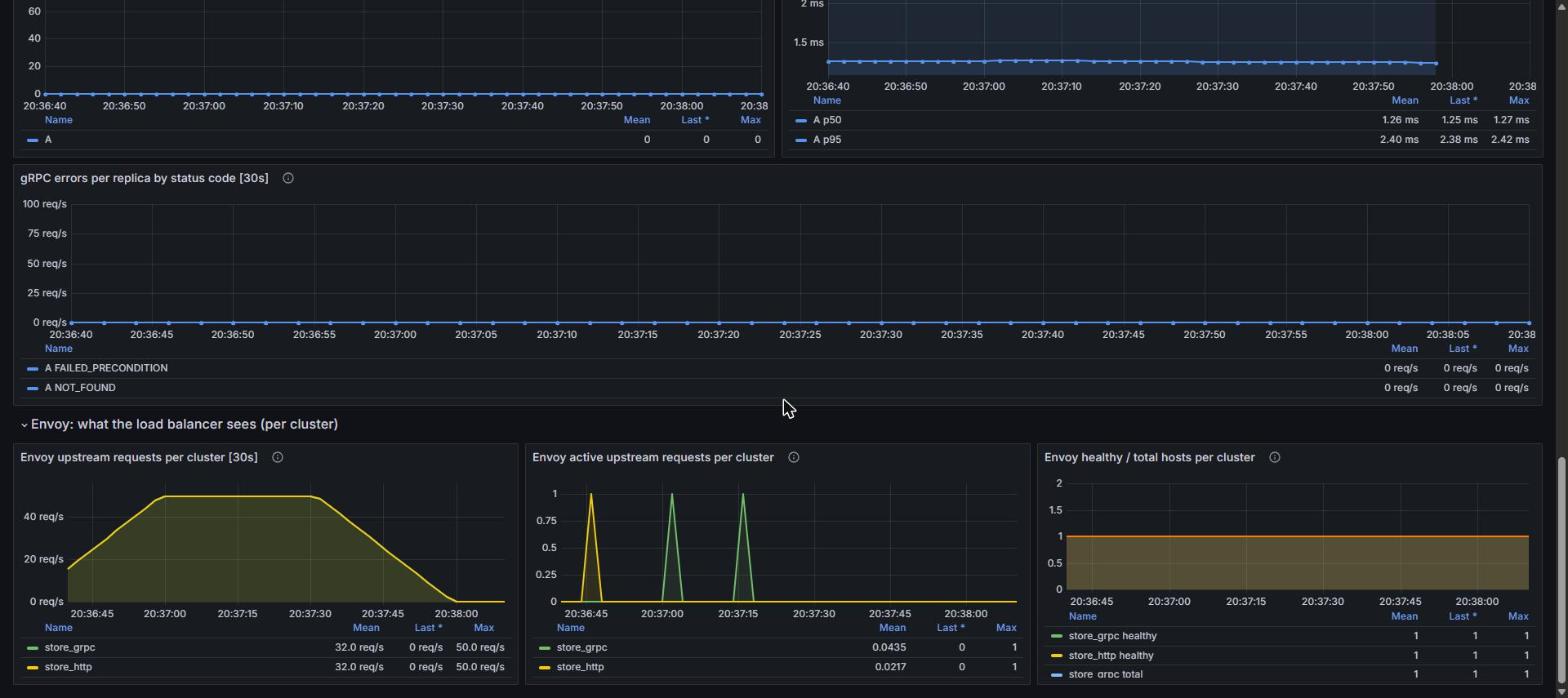 60
40
20
0
20:36:40 20:36:50 20:37:00 20:37:10 20:37:20 20:37:30 20:37:40 20:37:50 20:38:00 20:38
Name Mean Last * Max
A 0 0 0
2 ms
1.5 ms
20:36:40 20:36:50 20:37:00 20:37:10 20:37:20 20:37:30 20:37:40 20:37:50 20:38:00 20:38
Name Mean Last * Max
A p50 1.26 ms 1.25 ms 1.27 ms
A p95 2.40 ms 2.38 ms 2.42 ms
gRPC errors per replica by status code [30s]
100 req/s
75 req/s
50 req/s
25 req/s
0 req/s
20:36:40 20:36:45 20:36:50 20:36:55 20:37:00 20:37:05 20:37:10 20:37:15 20:37:20 20:37:25 20:37:30 20:37:35 20:37:40 20:37:45 20:37:50 20:37:55 20:38:00 20:38:05 20:38
Name Mean Last * Max
A FAILED_PRECONDITION 0 req/s 0 req/s 0 req/s
A NOT_FOUND 0 req/s 0 req/s 0 req/s
Envoy: what the load balancer sees (per cluster)
Envoy upstream requests per cluster [30s]
40 req/s
20 req/s
0 req/s
20:36:45 20:37:00 20:37:15 20:37:30 20:37:45 20:38:00
Name Mean Last * Max
store_grpc 32.0 req/s 0 req/s 50.0 req/s
store_http 32.0 req/s 0 req/s 50.0 req/s
Envoy active upstream requests per cluster
1
0.75
0.5
0.25
0
20:36:45 20:37:00 20:37:15 20:37:30 20:37:45 20:38:00
Name Mean Last * Max
store_grpc 0.0435 0 1
store_http 0.0217 0 1
Envoy healthy / total hosts per cluster
2
1.5
1
0.5
0
20:36:45 20:37:00 20:37:15 20:37:30 20:37:45 20:38:00
Name Mean Last * Max
store_grpc healthy 1 1 1
store_http healthy 1 1 1
store_grpc total 1 1 1